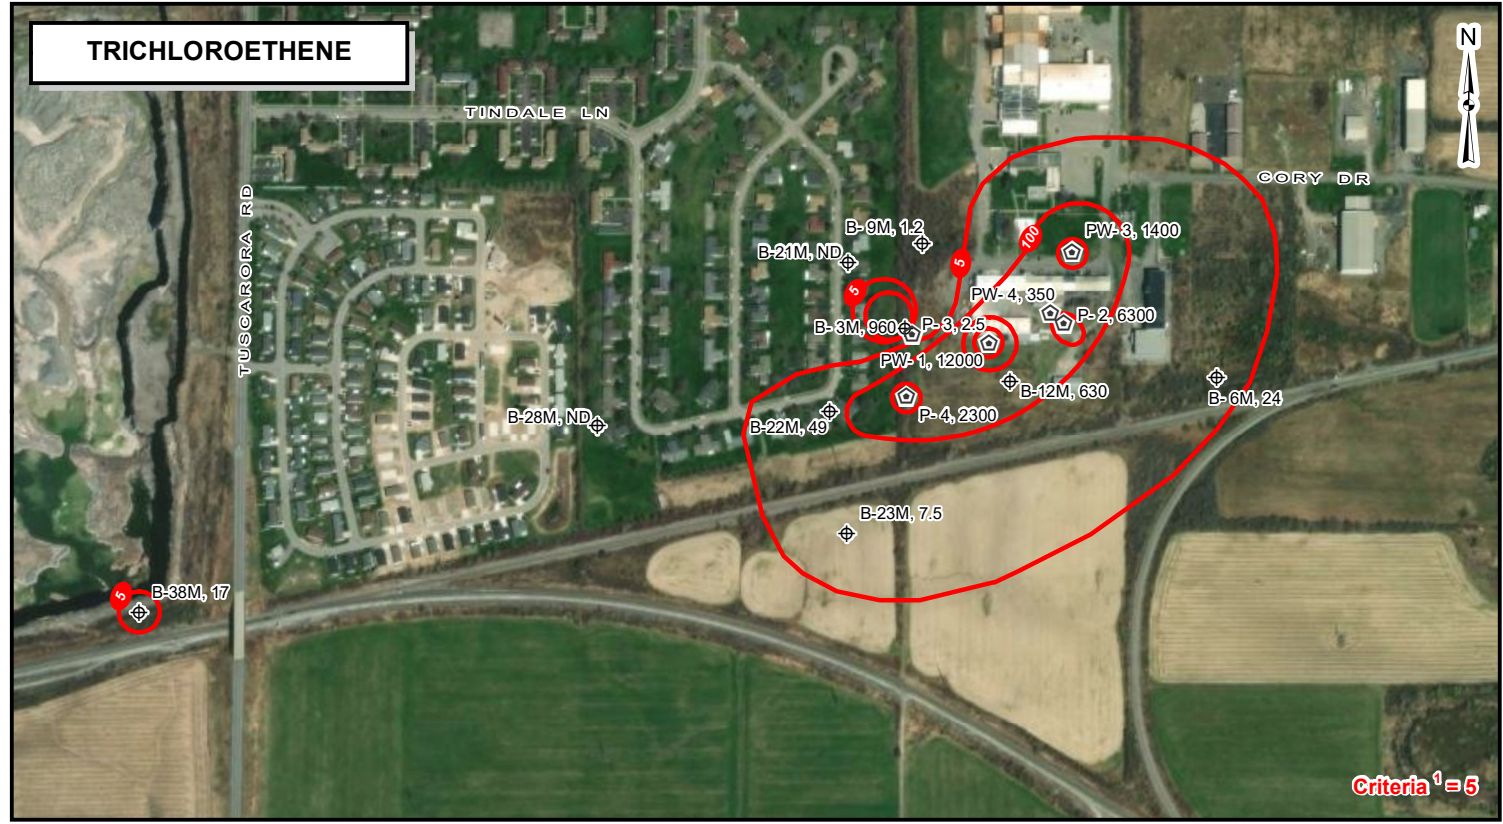 TRICHLOROETHENE
N
TINDALE LN
TUSCARORA RD
CORY DR
B- 9M, 1.2
PW- 3, 1400
100
B-21M, ND
5
5
PW- 4, 350
B- 3M, 960
P- 3, 2.5
P- 2, 6300
PW- 1, 12000
B-12M, 630
B- 6M, 24
P- 4, 2300
B-28M, ND
B-22M, 49
B-23M, 7.5
5
B-38M, 17
Criteria 1 = 5